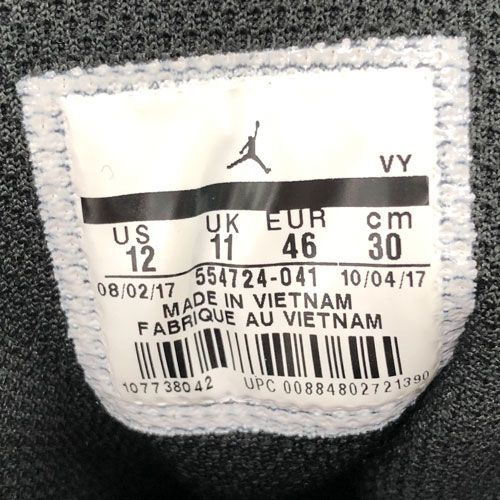 VY
US UK EUR cm
12 11 46 30
08/02/17 554724-041 10/04/17
MADE IN VIETNAM
FABRIQUE AU VIETNAM
107738042 UPC 00884802721390